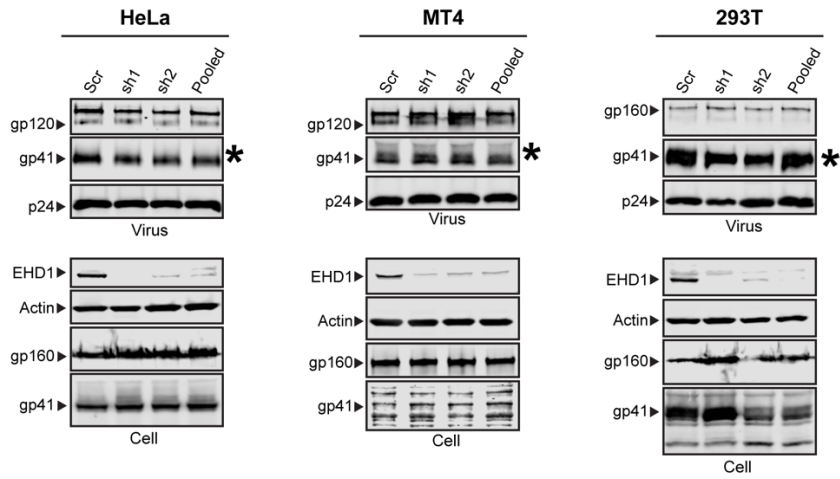 HeLa
Scr sh1 sh2 Pooled
gp120
gp41 *
p24
Virus
EHD1
Actin
gp160
gp41
Cell
MT4
Scr sh1 sh2 Pooled
gp120
gp41 *
p24
Virus
EHD1
Actin
gp160
gp41
Cell
293T
Scr sh1 sh2 Pooled
gp160
gp41 *
p24
Virus
EHD1
Actin
gp160
gp41
Cell